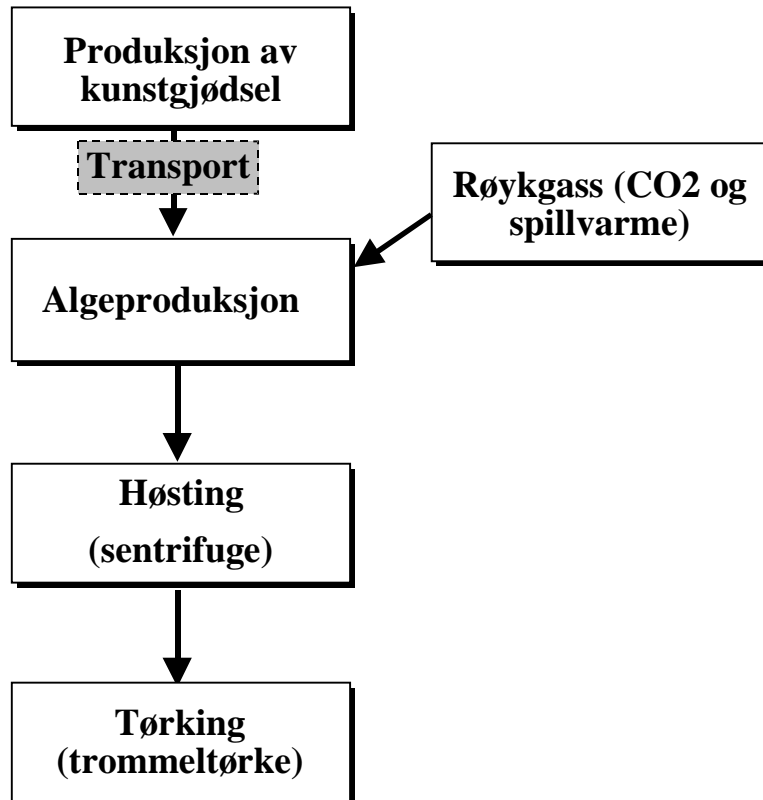 Produksjon av
kunstgjødsel
Transport
Røykgass (CO2 og
spillvarme)
Algeproduksjon
Høsting
(sentrifuge)
Tørking
(trommeltørke)